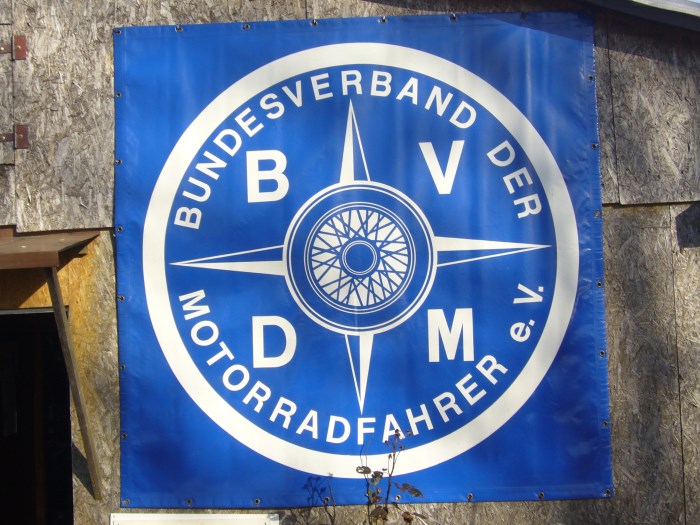 BUNDESVERBAND DER
B V
D M
MOTORRADFAHRER e. V.